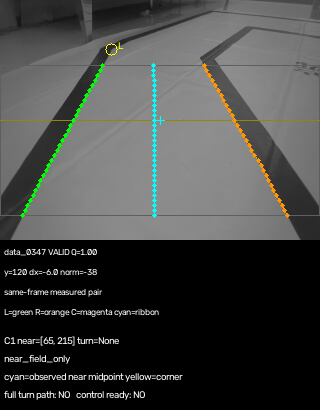 L
data_0347 VALID Q=1.00
y=120 dx=-6.0 norm=-38
same-frame measured pair
L=green R=orange C=magenta cyan=ribbon
C1 near=[65, 215] turn=None
near_field_only
cyan=observed near midpoint yellow=corner
full turn path: NO control ready: NO